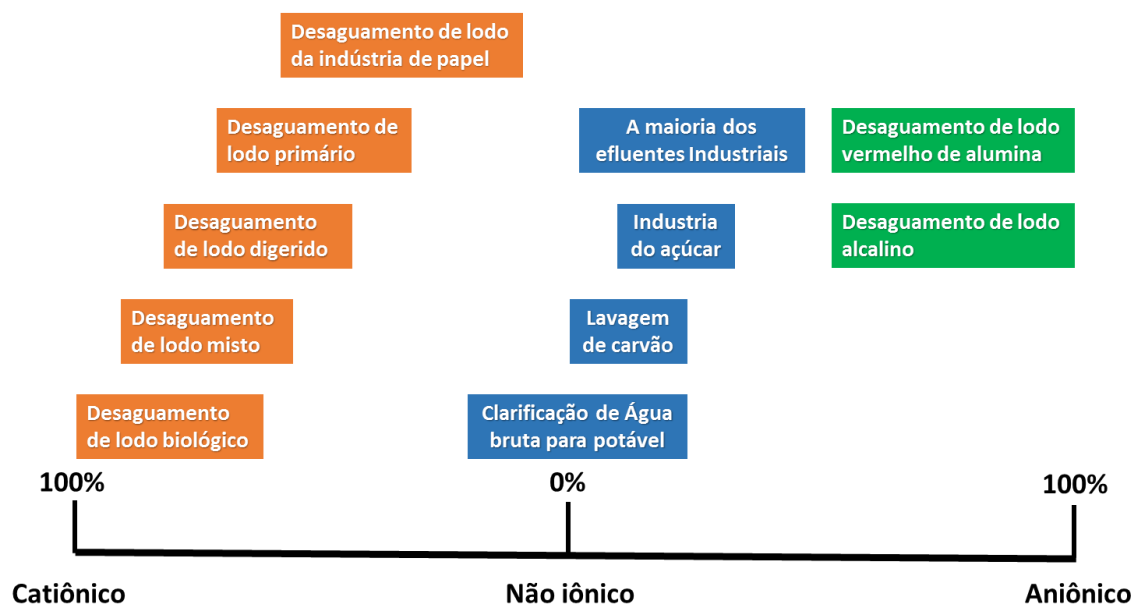 Desaguamento de lodo
da indústria de papel
Desaguamento de
lodo primário
A maioria dos
efluentes Industriais
Desaguamento de lodo
vermelho de alumina
Desaguamento
de lodo digerido
Industria
do açúcar
Desaguamento de lodo
alcalino
Desaguamento
de lodo misto
Lavagem
de carvão
Desaguamento
de lodo biológico
Clarificação de Água
bruta para potável
100%
0%
100%
Catiônico
Não iônico
Aniônico